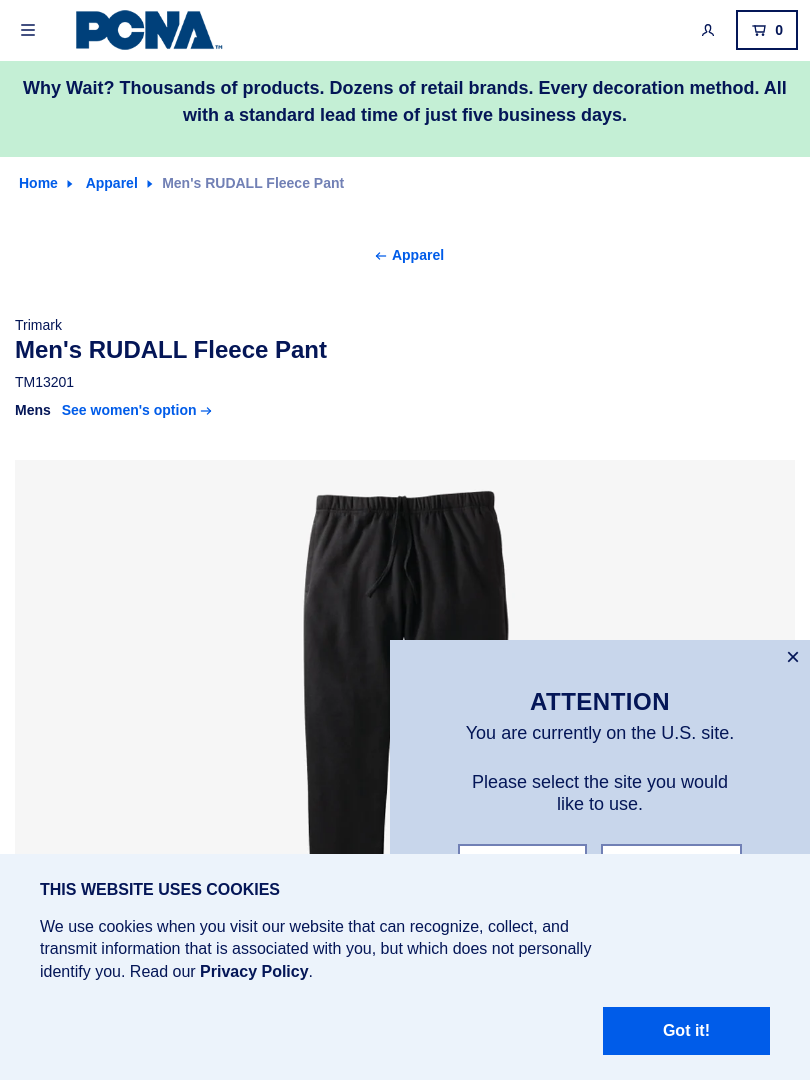 PCNA™
0
Why Wait? Thousands of products. Dozens of retail brands. Every decoration method. All
with a standard lead time of just five business days.
Home Apparel Men's RUDALL Fleece Pant
Apparel
Trimark
Men's RUDALL Fleece Pant
TM13201
Mens See women's option
ATTENTION
You are currently on the U.S. site.
Please select the site you would
like to use.
THIS WEBSITE USES COOKIES
We use cookies when you visit our website that can recognize, collect, and
transmit information that is associated with you, but which does not personally
identify you. Read our Privacy Policy.
Got it!